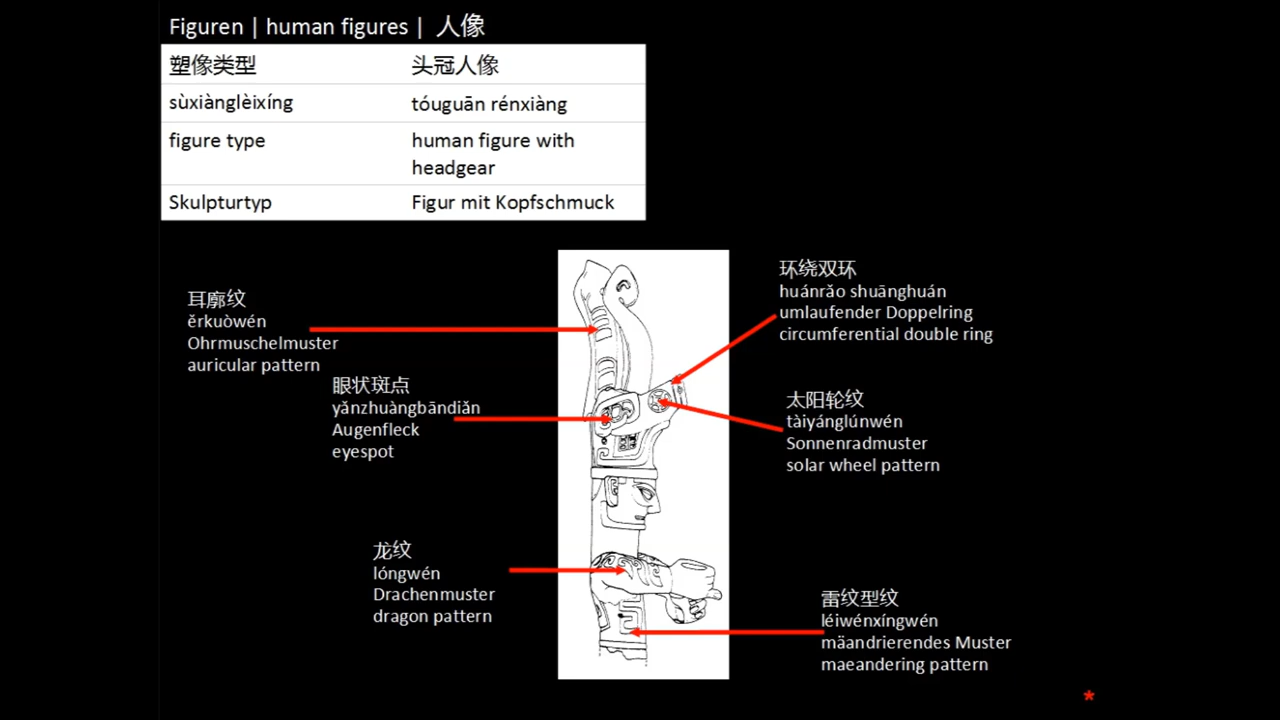 Figuren | human figures | 人像
塑像类型 头冠人像
sùxiànglèixíng tóuguān rénxiàng
figure type human figure with
headgear
Skulpturtyp Figur mit Kopfschmuck
耳廓纹
ěrkuòwén
Ohrmuschelmuster
auricular pattern
眼状斑点
yǎnzhuàngbāndiǎn
Augenfleck
eyespot
龙纹
lóngwén
Drachenmuster
dragon pattern
环绕双环
huánrǎo shuānghuán
umlaufender Doppelring
circumferential double ring
太阳轮纹
tàiyánglúnwén
Sonnenradmuster
solar wheel pattern
雷纹型纹
léiwénxíngwén
mäandrierendes Muster
maeandering pattern
*